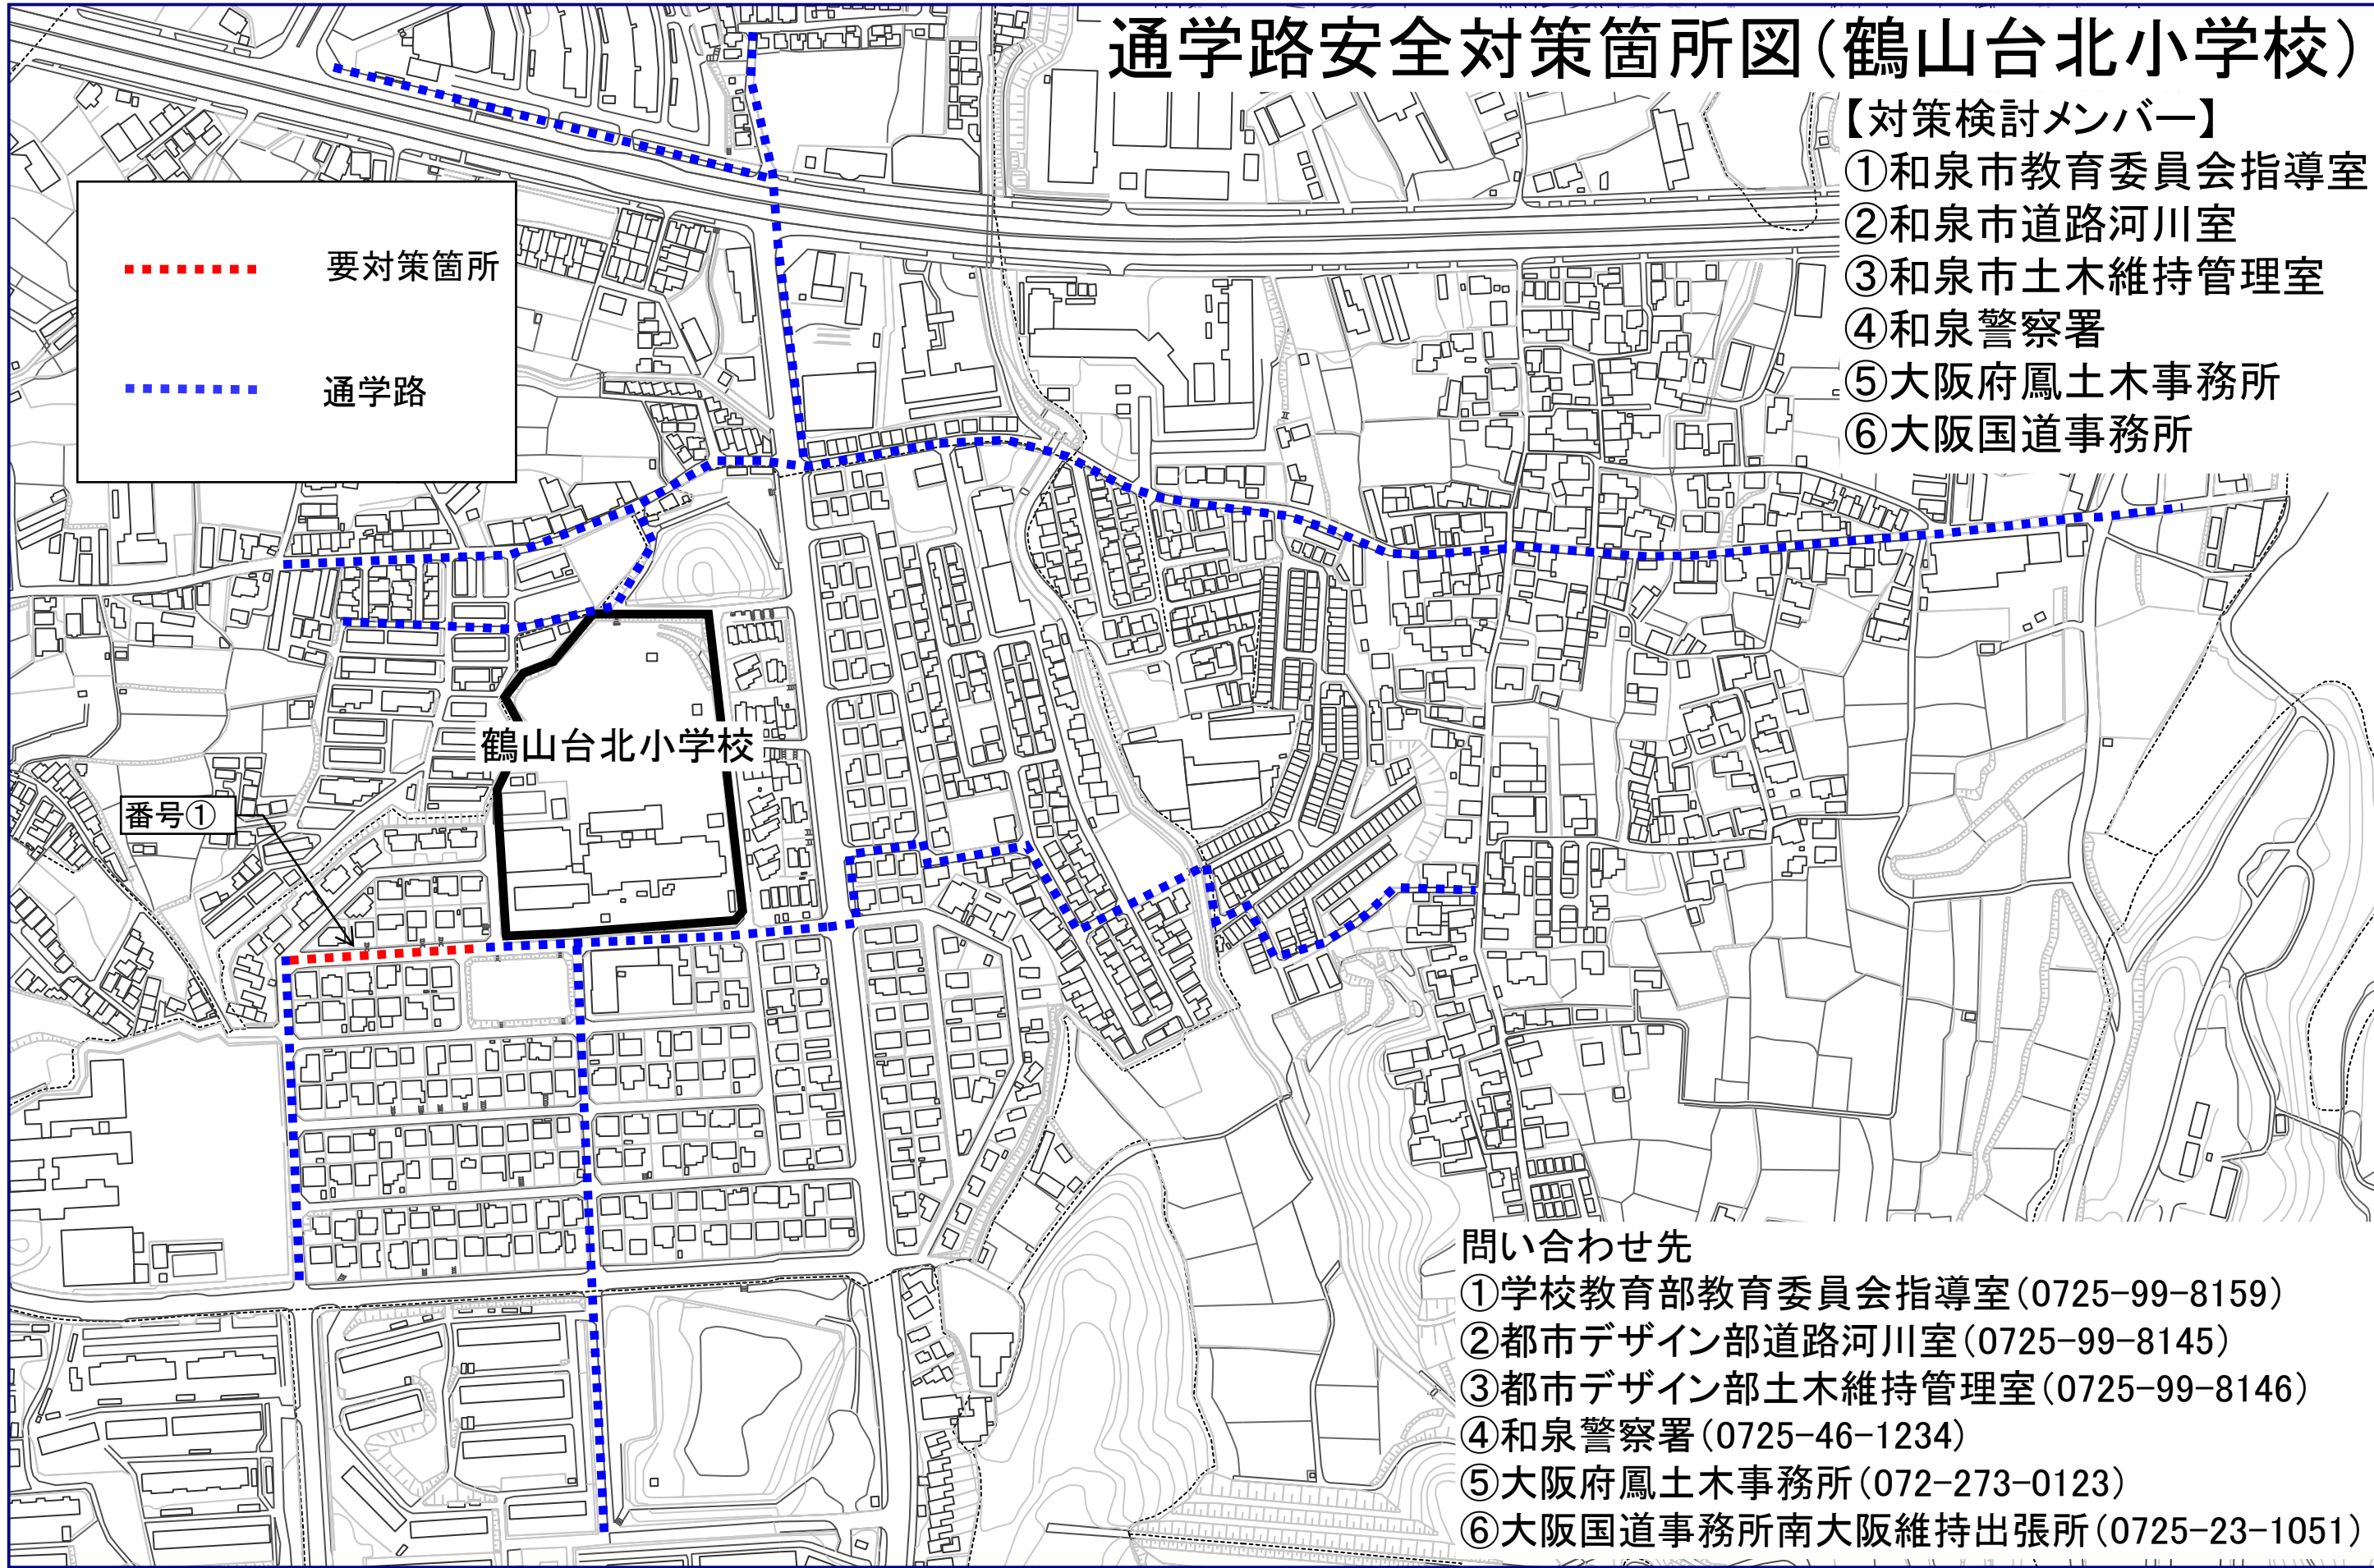 通学路安全対策箇所図(鶴山台北小学校)
【対策検討メンバー】
①和泉市教育委員会指導室
②和泉市道路河川室
③和泉市土木維持管理室
④和泉警察署
⑤大阪府鳳土木事務所
⑥大阪国道事務所
要対策箇所
通学路
鶴山台北小学校
番号①
問い合わせ先
①学校教育部教育委員会指導室(0725-99-8159)
②都市デザイン部道路河川室(0725-99-8145)
③都市デザイン部土木維持管理室(0725-99-8146)
④和泉警察署(0725-46-1234)
⑤大阪府鳳土木事務所(072-273-0123)
⑥大阪国道事務所南大阪維持出張所(0725-23-1051)